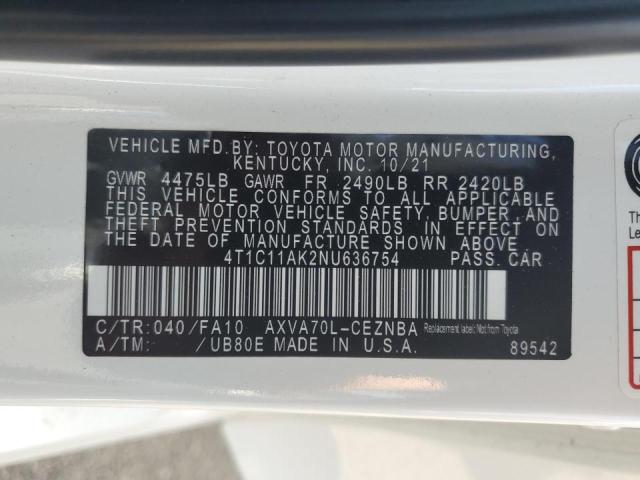 VEHICLE MFD.BY: TOYOTA MOTOR MANUFACTURING,
KENTUCKY, INC. 10/21
GVWR 4475LB GAWR FR 2490LB RR 2420LB
THIS VEHICLE CONFORMS TO ALL APPLICABLE
FEDERAL MOTOR VEHICLE SAFETY, BUMPER, AND
THEFT PREVENTION STANDARDS IN EFFECT ON
THE DATE OF MANUFACTURE SHOWN ABOVE.
4T1C11AK2NU636754 PASS. CAR
C/TR:040/FA10 AXVA70L-CEZNBA Replacement label: Not from Toyota
A/TM: /UB80E MADE IN U.S.A. 89542